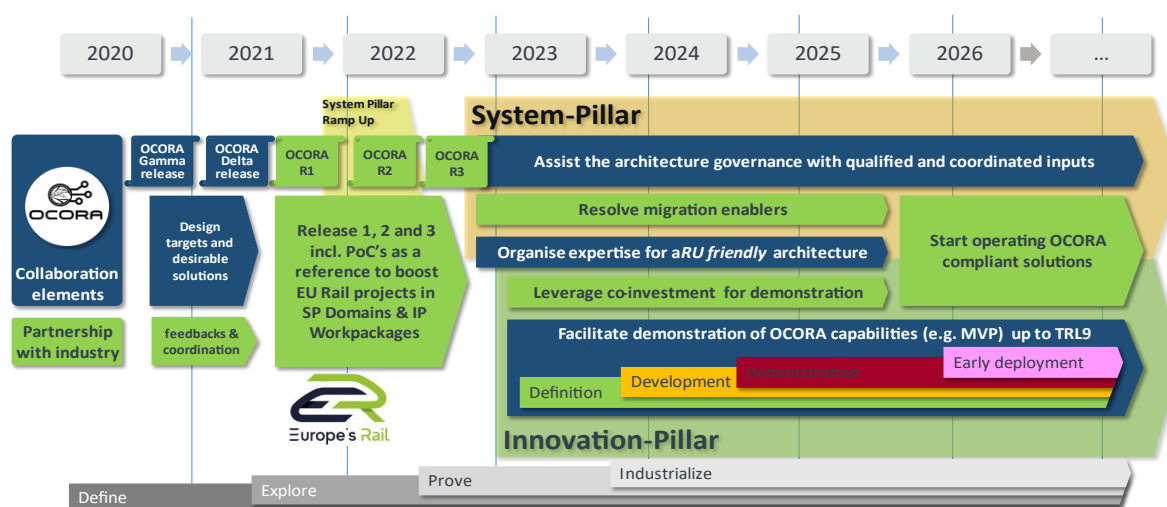 2020
2021
2022
2023
2024
2025
2026
...
System Pillar
Ramp Up
System-Pillar
OCORA
Gamma
release
OCORA
Delta
release
OCORA
R1
OCORA
R2
OCORA
R3
Assist the architecture governance with qualified and coordinated inputs
OCORA
Collaboration
elements
Design
targets and
desirable
solutions
Release 1, 2 and 3
incl. PoC's as a
reference to boost
EU Rail projects in
SP Domains & IP
Workpackages
Resolve migration enablers
Organise expertise for aRU friendly architecture
Leverage co-investment for demonstration
Start operating OCORA
compliant solutions
Partnership
with industry
feedbacks &
coordination
Facilitate demonstration of OCORA capabilities (e.g. MVP) up to TRL9
Early deployment
Demonstration
Development
Definition
Europe's Rail
Innovation-Pillar
Industrialize
Prove
Explore
Define